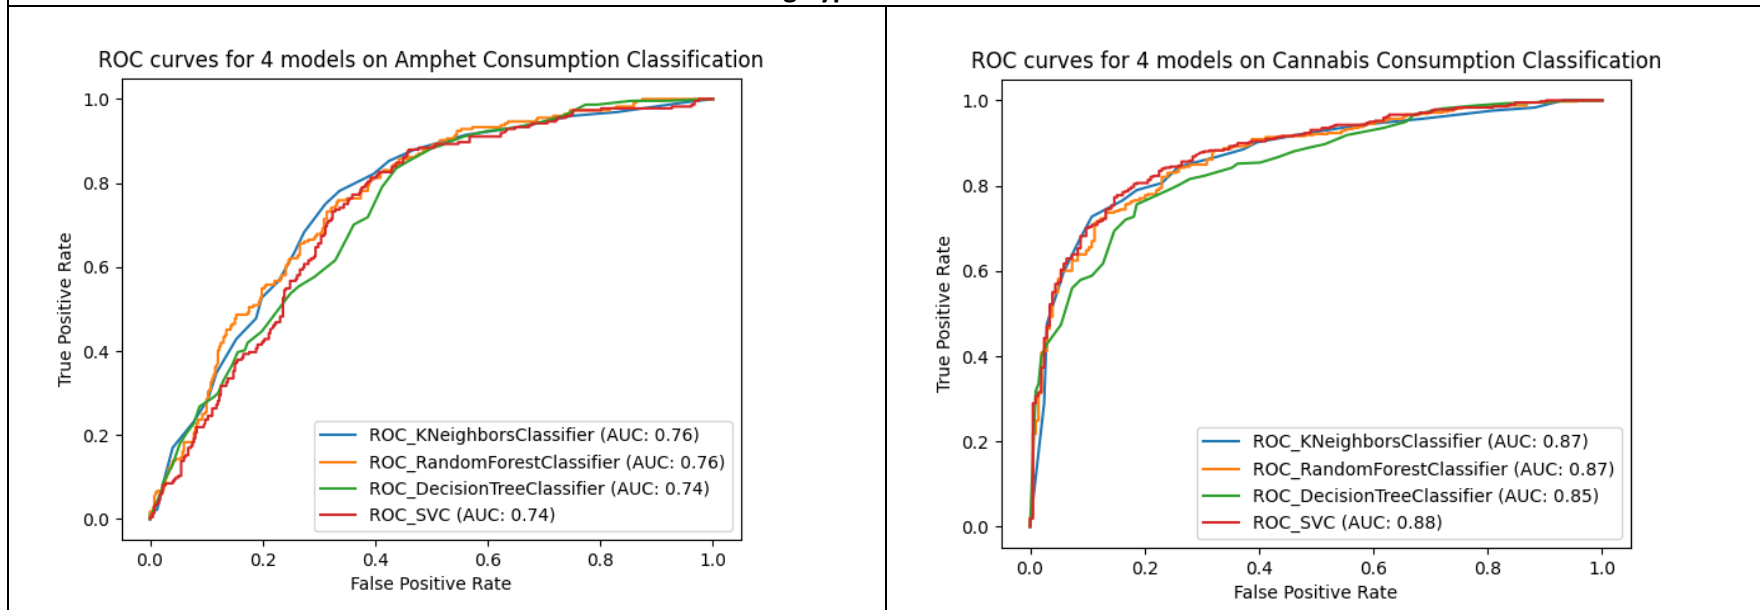 ROC curves for 4 models on Amphet Consumption Classification
True Positive Rate
1.0
0.8
0.6
0.4
0.2
0.0
ROC_KNeighborsClassifier (AUC: 0.76)
ROC_RandomForestClassifier (AUC: 0.76)
ROC_DecisionTreeClassifier (AUC: 0.74)
ROC_SVC (AUC: 0.74)
0.0 0.2 0.4 0.6 0.8 1.0
False Positive Rate
ROC curves for 4 models on Cannabis Consumption Classification
True Positive Rate
1.0
0.8
0.6
0.4
0.2
0.0
ROC_KNeighborsClassifier (AUC: 0.87)
ROC_RandomForestClassifier (AUC: 0.87)
ROC_DecisionTreeClassifier (AUC: 0.85)
ROC_SVC (AUC: 0.88)
0.0 0.2 0.4 0.6 0.8 1.0
False Positive Rate